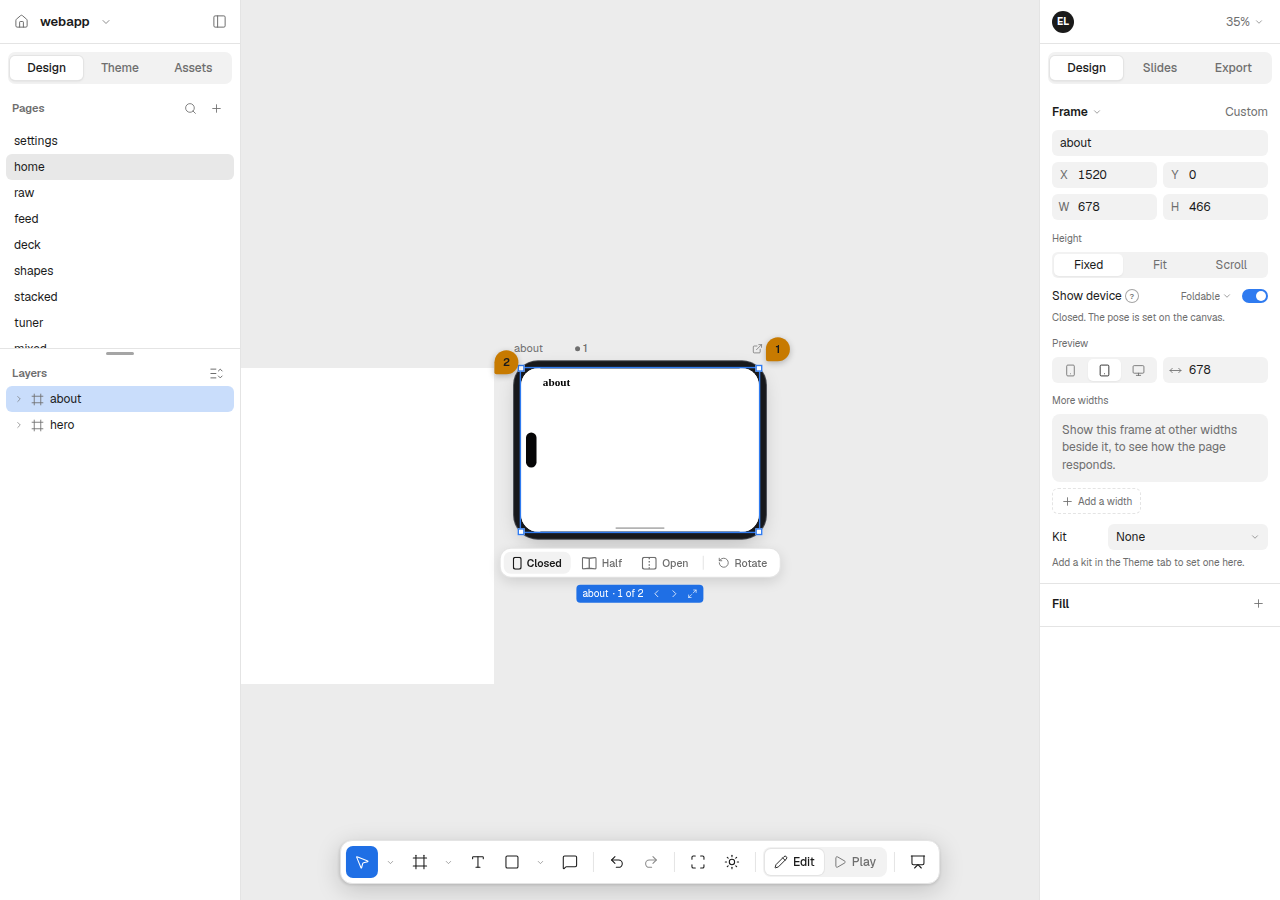 webapp
Design
Theme
Assets
Pages
settings
home
raw
feed
deck
shapes
stacked
tuner
mixed
Layers
about
hero
about
1
1
2
about
Closed
Half
Open
Rotate
about · 1 of 2
Edit
Play
EL
35%
Design
Slides
Export
Frame
Custom
about
X 1520
Y 0
W 678
H 466
Height
Fixed
Fit
Scroll
Show device ?
Foldable
Closed. The pose is set on the canvas.
Preview
678
More widths
Show this frame at other widths
beside it, to see how the page
responds.
Add a width
Kit
None
Add a kit in the Theme tab to set one here.
Fill